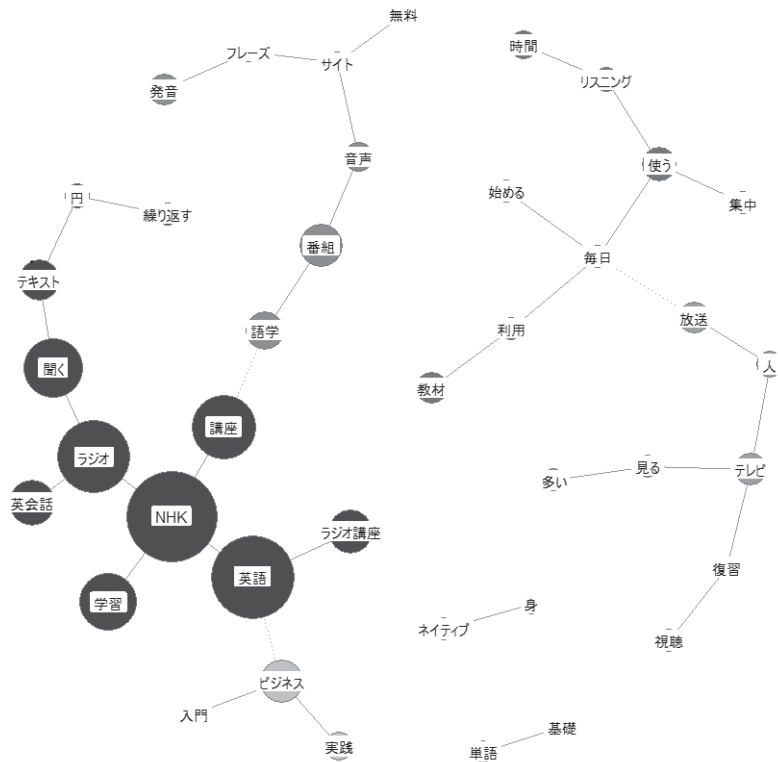 無料
フレーズ
サイト
発音
音声
円
繰り返す
番組
テキスト
語学
聞く
講座
ラジオ
英会話
NHK
ラジオ講座
学習
英語
ビジネス
入門
実践
時間
リスニング
使う
始める
集中
毎日
放送
利用
人
教材
テレビ
見る
多い
復習
身
ネイティブ
視聴
基礎
単語